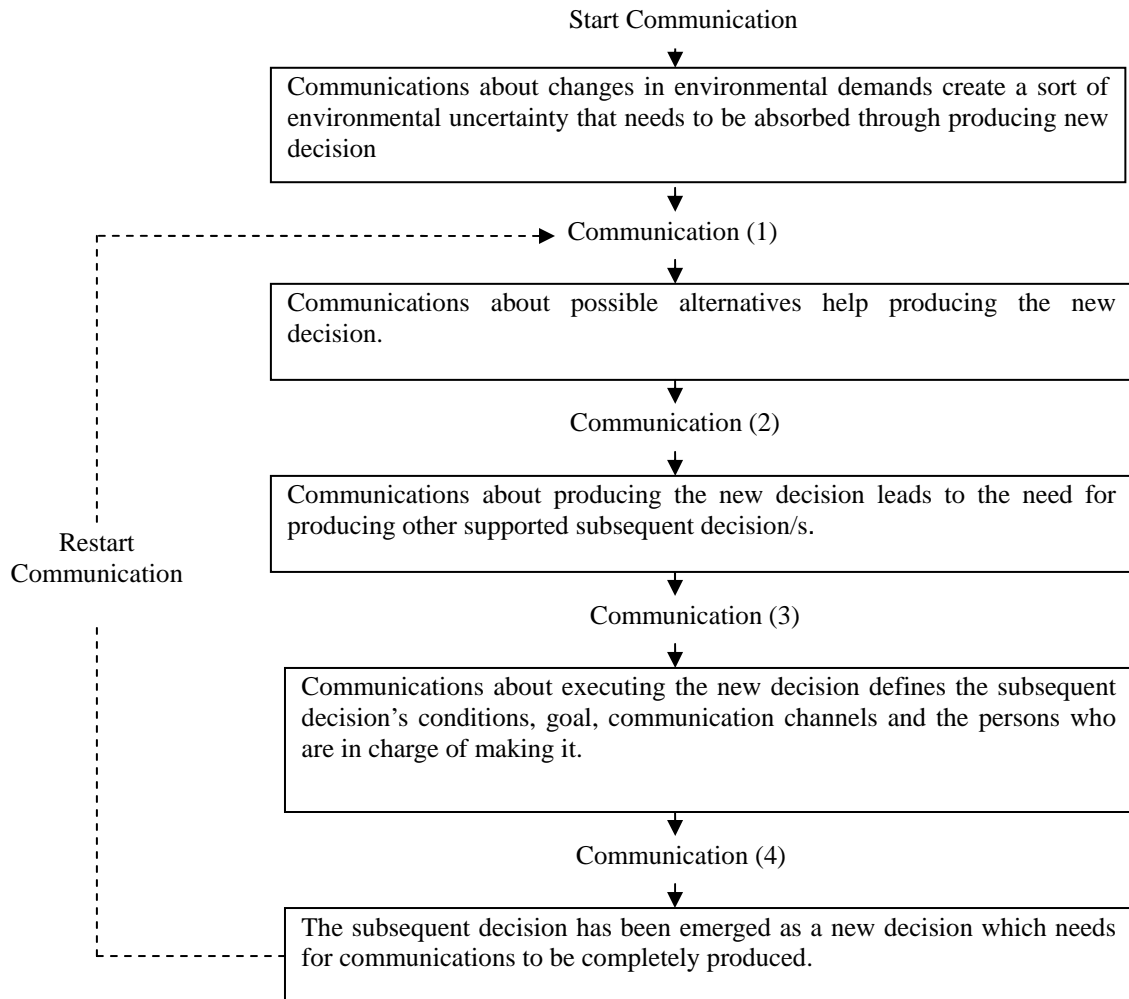 Start Communication
Communications about changes in environmental demands create a sort of
environmental uncertainty that needs to be absorbed through producing new
decision
Communication (1)
Communications about possible alternatives help producing the new
decision.
Communication (2)
Communications about producing the new decision leads to the need for
producing other supported subsequent decision/s.
Restart
Communication
Communication (3)
Communications about executing the new decision defines the subsequent
decision’s conditions, goal, communication channels and the persons who
are in charge of making it.
Communication (4)
The subsequent decision has been emerged as a new decision which needs
for communications to be completely produced.